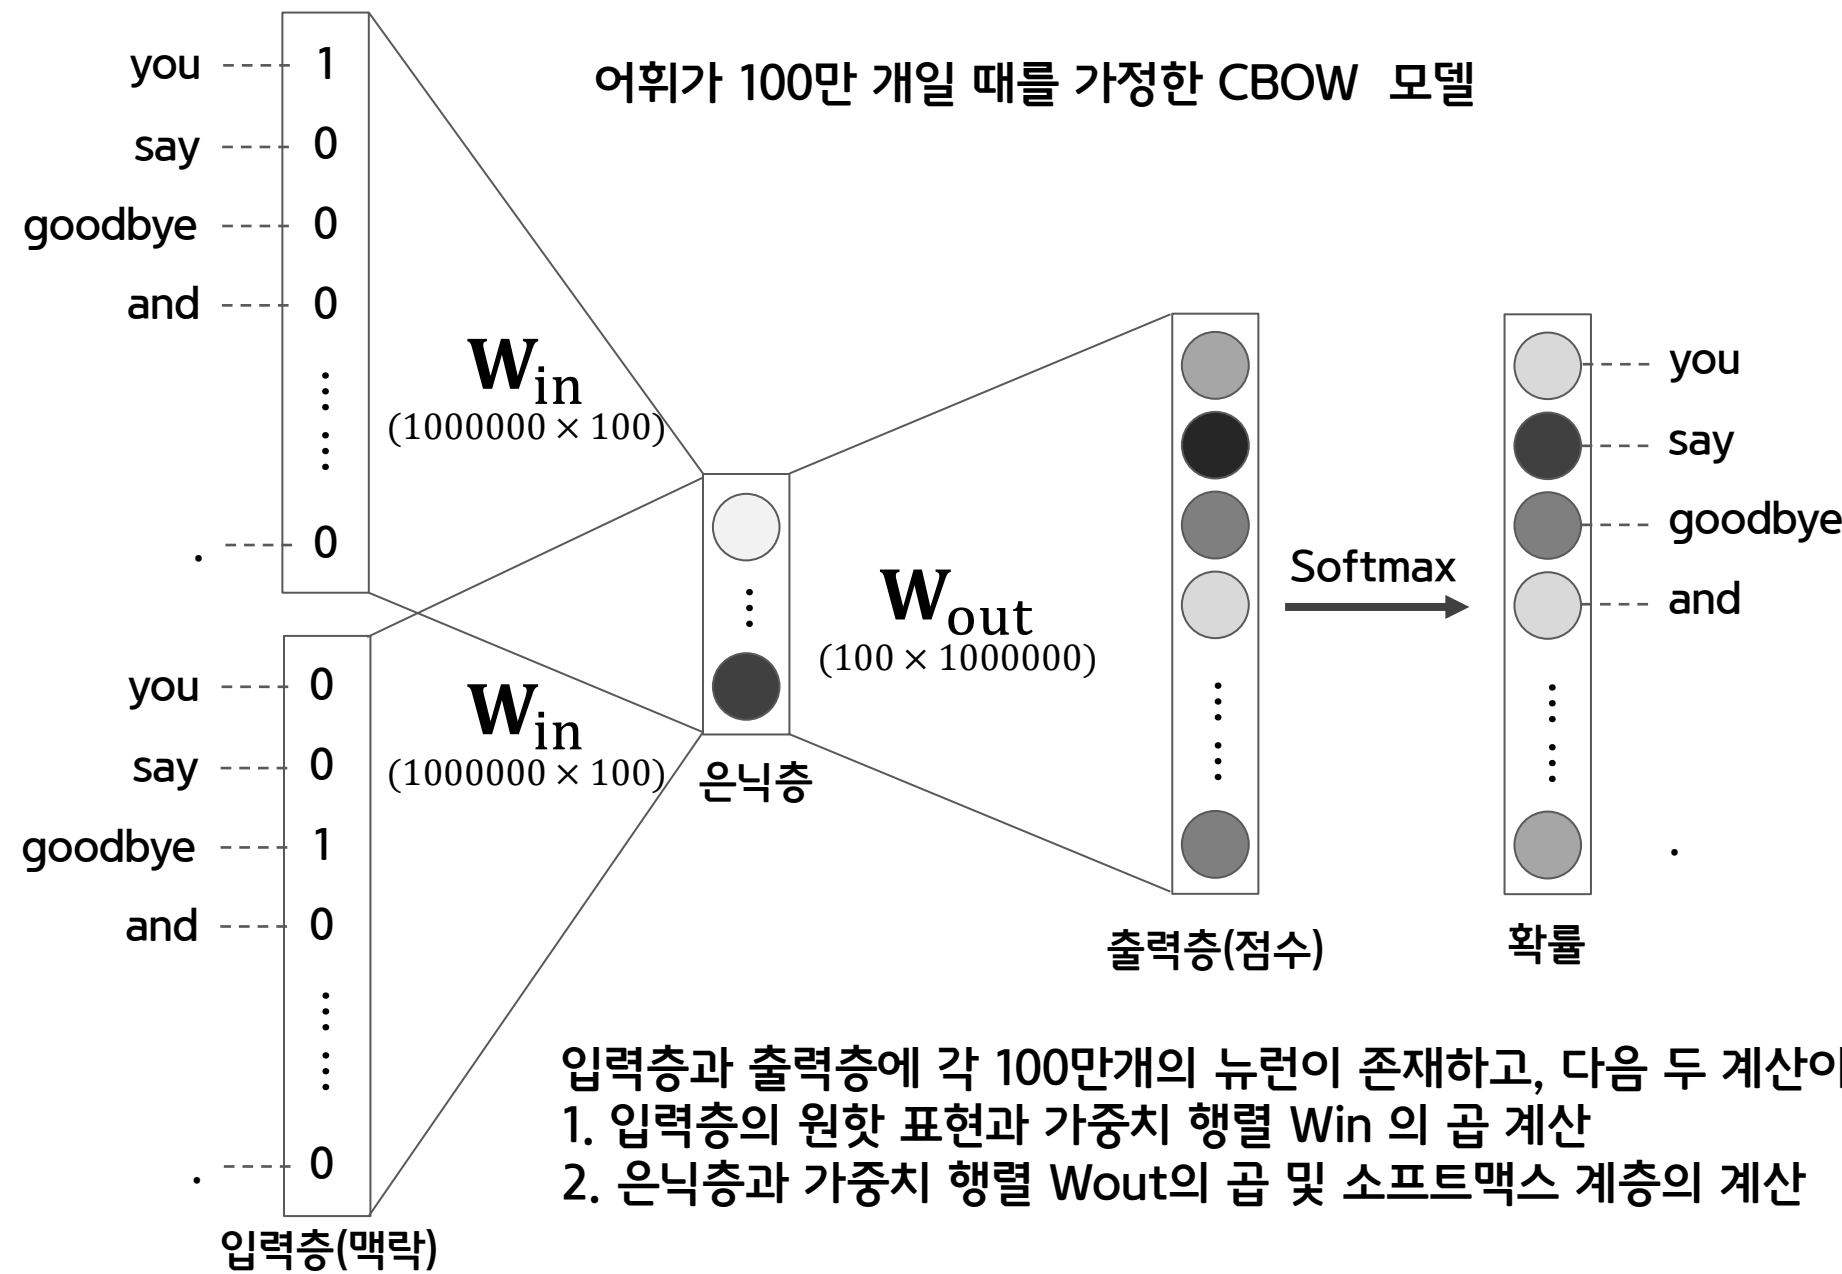 어휘가 100만 개일 때를 가정한 CBOW 모델
you 1
say 0
goodbye 0
and 0
. 0
you 0
say 0
goodbye 1
and 0
. 0
입력층(맥락)
W_in
(1000000 × 100)
W_in
(1000000 × 100)
은닉층
W_out
(100 × 1000000)
출력층(점수)
Softmax
you
say
goodbye
and
.
확률
입력층과 출력층에 각 100만개의 뉴런이 존재하고, 다음 두 계산이
1. 입력층의 원핫 표현과 가중치 행렬 Win 의 곱 계산
2. 은닉층과 가중치 행렬 Wout의 곱 및 소프트맥스 계층의 계산